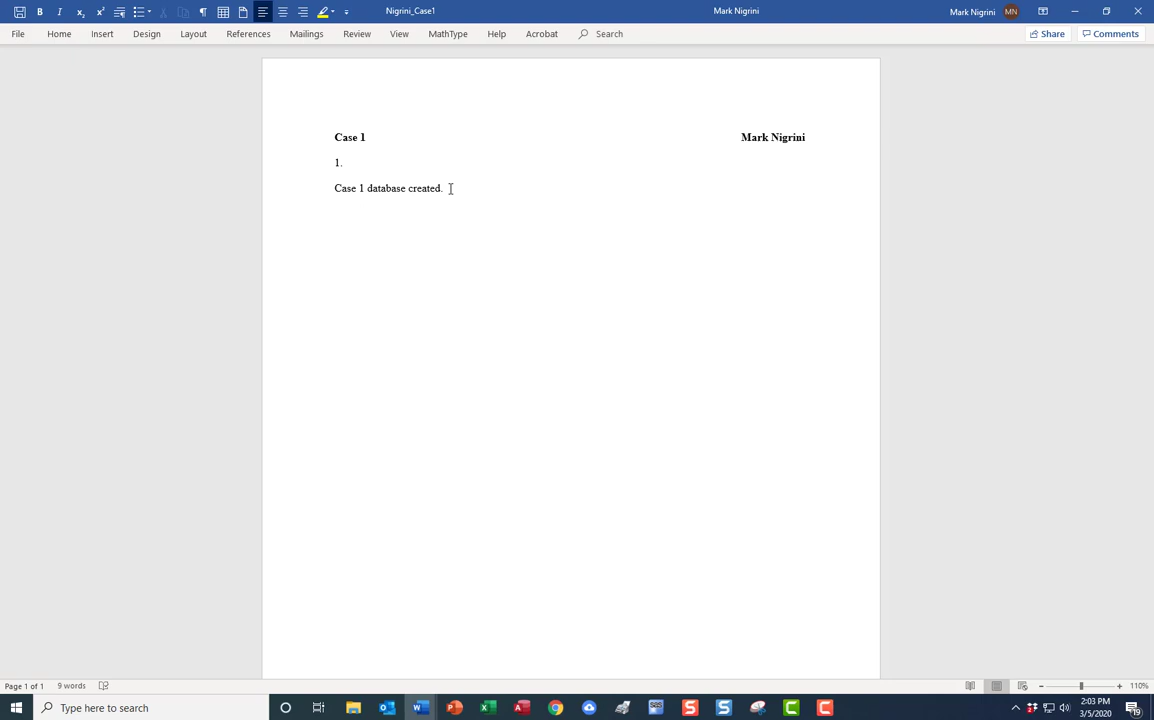 Nigrini_Case1
Mark Nigrini
Mark Nigrini MN
File Home Insert Design Layout References Mailings Review View MathType Help Acrobat Search Share Comments
Case 1 Mark Nigrini
1.
Case 1 database created.
Page 1 of 1 9 words 110%
Type here to search
2:03 PM
3/5/2020